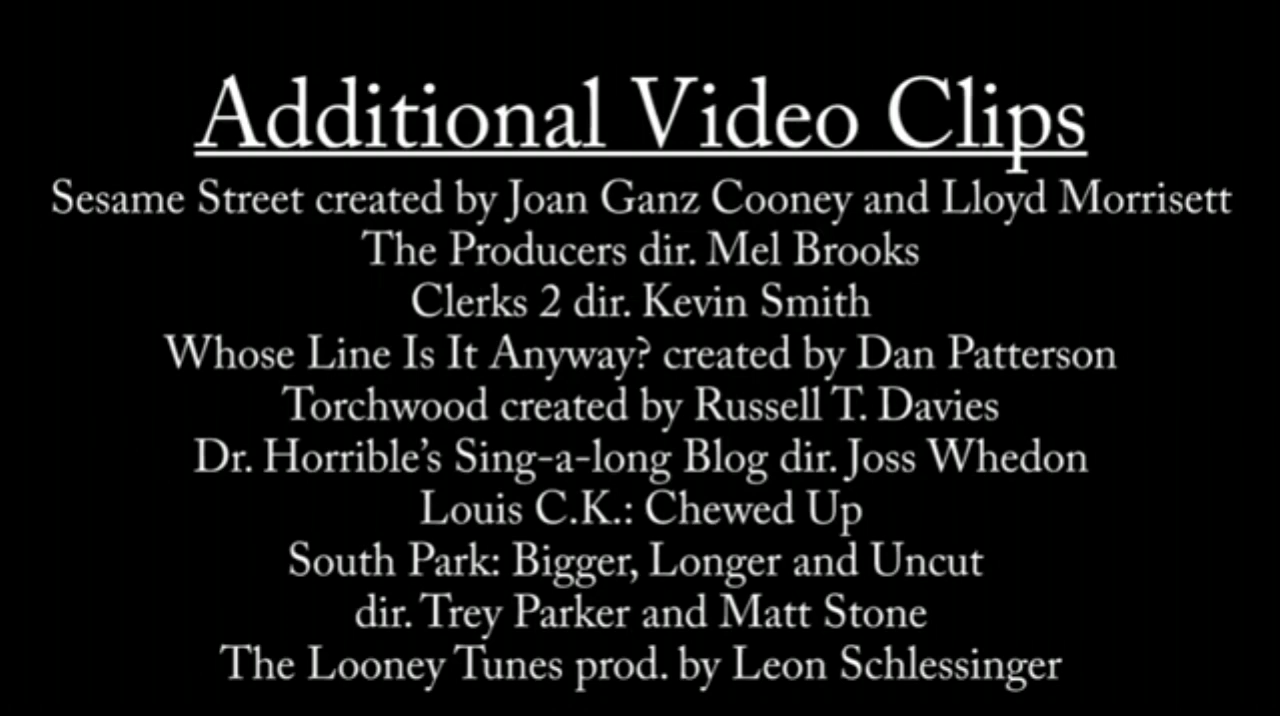 Additional Video Clips
Sesame Street created by Joan Ganz Cooney and Lloyd Morrisett
The Producers dir. Mel Brooks
Clerks 2 dir. Kevin Smith
Whose Line Is It Anyway? created by Dan Patterson
Torchwood created by Russell T. Davies
Dr. Horrible’s Sing-a-long Blog dir. Joss Whedon
Louis C.K.: Chewed Up
South Park: Bigger, Longer and Uncut
dir. Trey Parker and Matt Stone
The Looney Tunes prod. by Leon Schlessinger